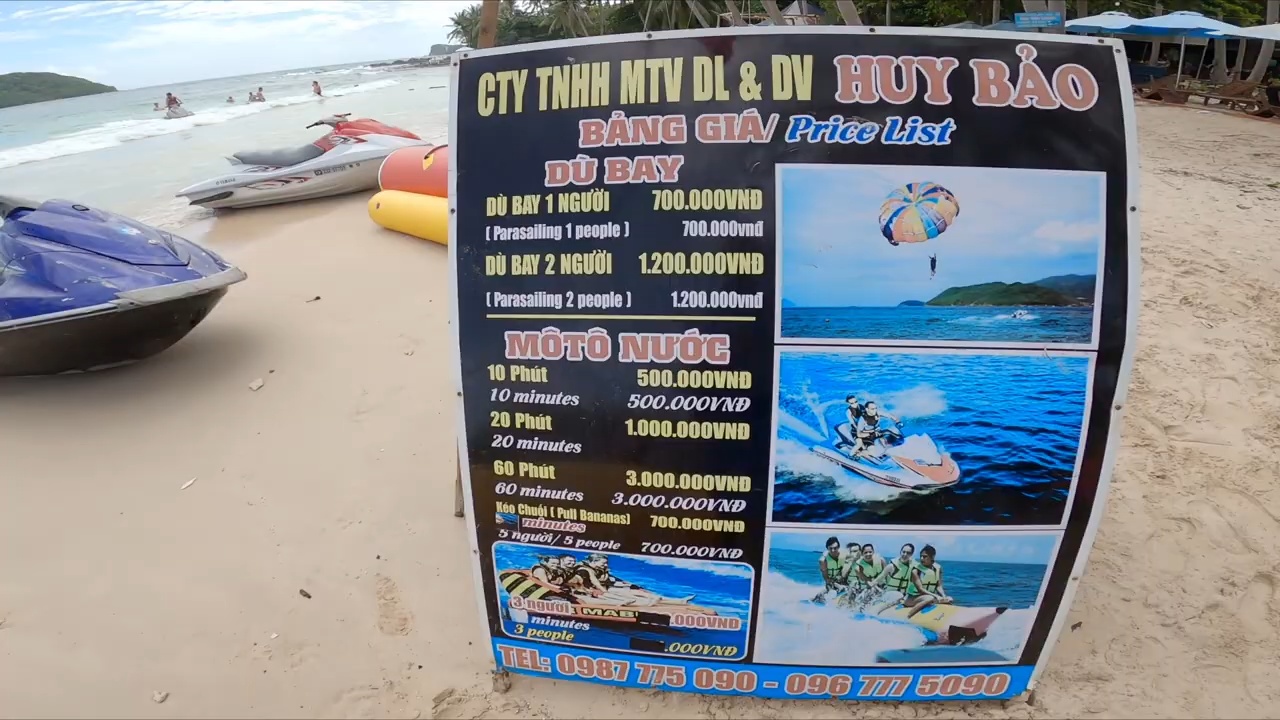 CTY TNHH MTV DL & DV HUY BẢO
BẢNG GIÁ/ Price List
DÙ BAY
DÙ BAY 1 NGƯỜI 700.000VNĐ
( Parasailing 1 people ) 700.000vnđ
DÙ BAY 2 NGƯỜI 1.200.000VNĐ
( Parasailing 2 people ) 1.200.000vnđ
MÔTÔ NƯỚC
10 Phút 500.000VNĐ
10 minutes 500.000VNĐ
20 Phút 1.000.000VNĐ
20 minutes
60 Phút 3.000.000VNĐ
60 minutes 3.000.000VNĐ
Kéo Chuối ( Pull Bananas) 700.000VNĐ
minutes
5 người/ 5 people 700.000VNĐ
3 người: .000VNĐ
minutes
3 people .000VNĐ
TEL: 0987 775 090 - 096 777 5090